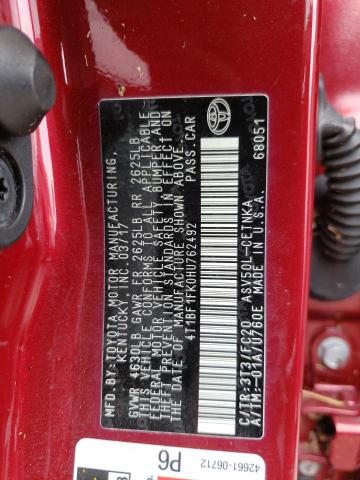 MFD.BY:TOYOTA MOTOR MANUFACTURING,
KENTUCKY, INC. 03/17
GVWR 4630LB GAWR FR 2625LB RR 2625LB
THIS VEHICLE CONFORMS TO ALL APPLICABLE
FEDERAL MOTOR VEHICLE SAFETY BUMPER, AND
THEFT PREVENTION STANDARDS IN EFFECT ON
THE DATE OF MANUFACTURE SHOWN ABOVE.
4T1BF1FK0HU762492 PASS.CAR
C/TR:3T3/FC20 ASV50L-CETNKA
A/TM:-01A/U760E MADE IN U.S.A.
68051
TOYOTA
42661-06712
P6